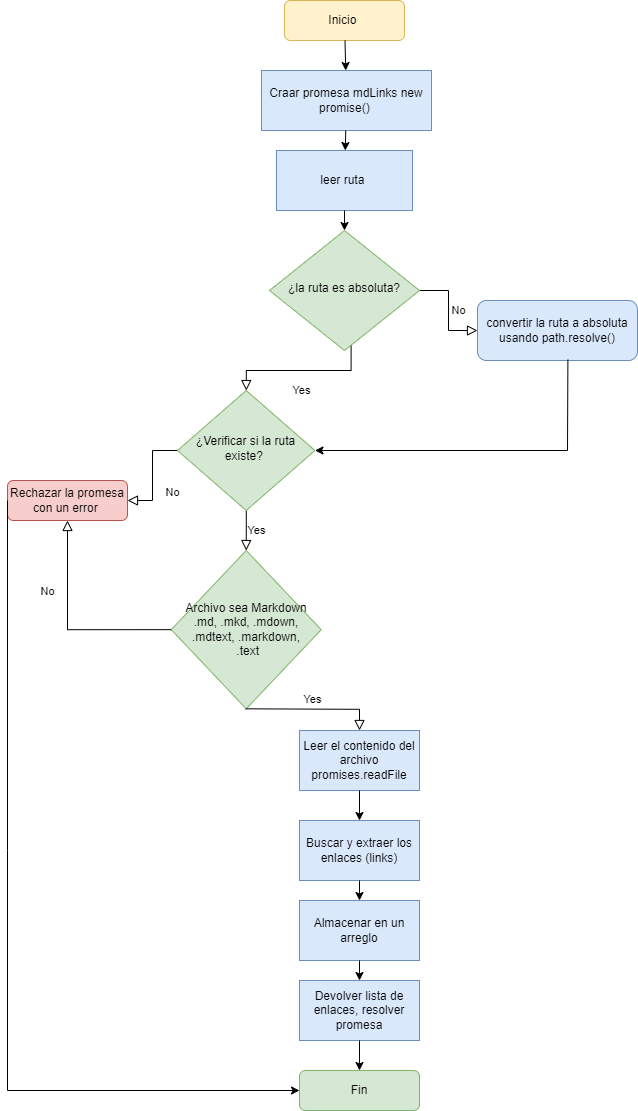 Inicio
Craar promesa mdLinks new
promise()
leer ruta
¿la ruta es absoluta?
No
convertir la ruta a absoluta
usando path.resolve()
Yes
¿Verificar si la ruta
existe?
No
Rechazar la promesa
con un error
Yes
No
Archivo sea Markdown
.md, .mkd, .mdown,
.mdtext, .markdown,
.text
Yes
Leer el contenido del
archivo
promises.readFile
Buscar y extraer los
enlaces (links)
Almacenar en un
arreglo
Devolver lista de
enlaces, resolver
promesa
Fin